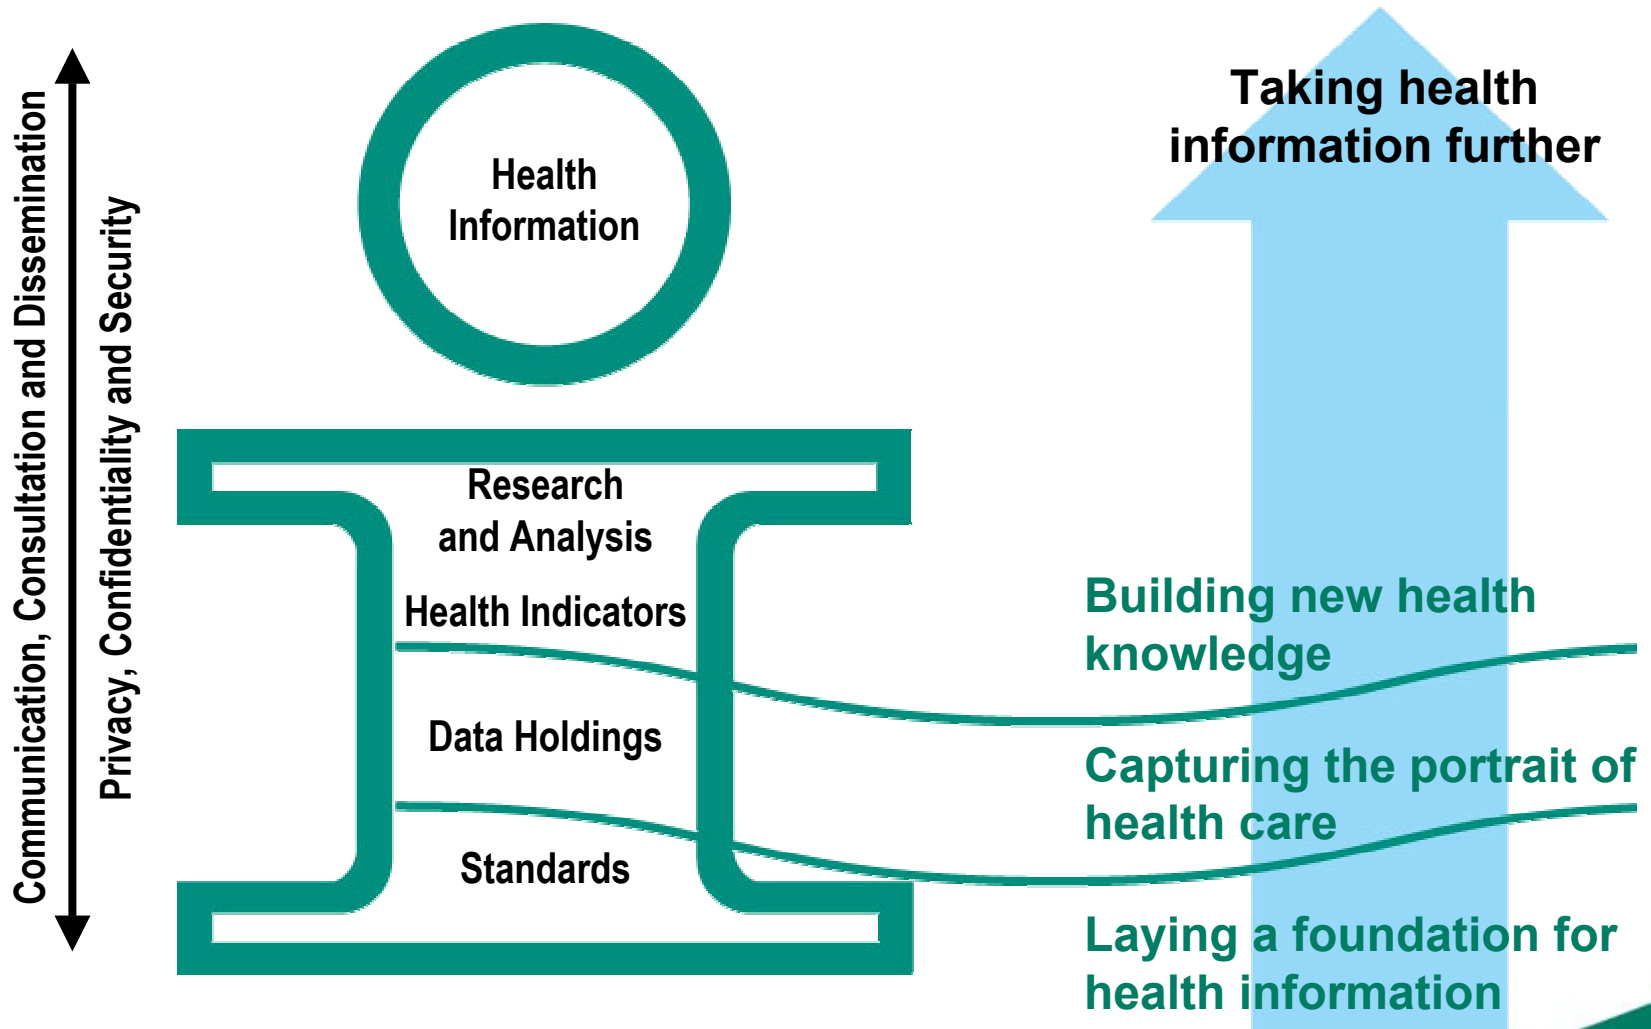 Communication, Consultation and Dissemination
Privacy, Confidentiality and Security
Health
Information
Research
and Analysis
Health Indicators
Data Holdings
Standards
Taking health
information further
Building new health
knowledge
Capturing the portrait of
health care
Laying a foundation for
health information